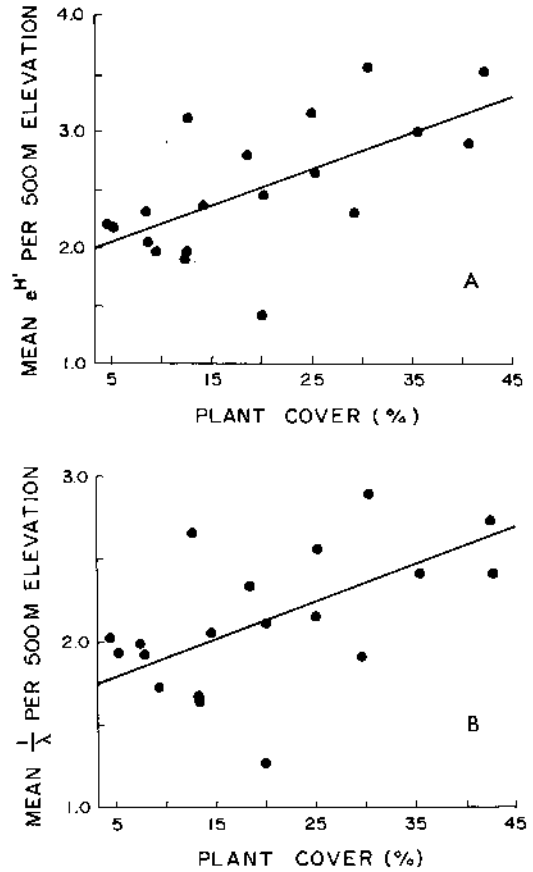 4.0
3.0
2.0
1.0
MEAN e^H' PER 500M ELEVATION
A
5 15 25 35 45
PLANT COVER (%)
3.0
2.0
1.0
MEAN 1/λ PER 500M ELEVATION
B
5 15 25 35 45
PLANT COVER (%)